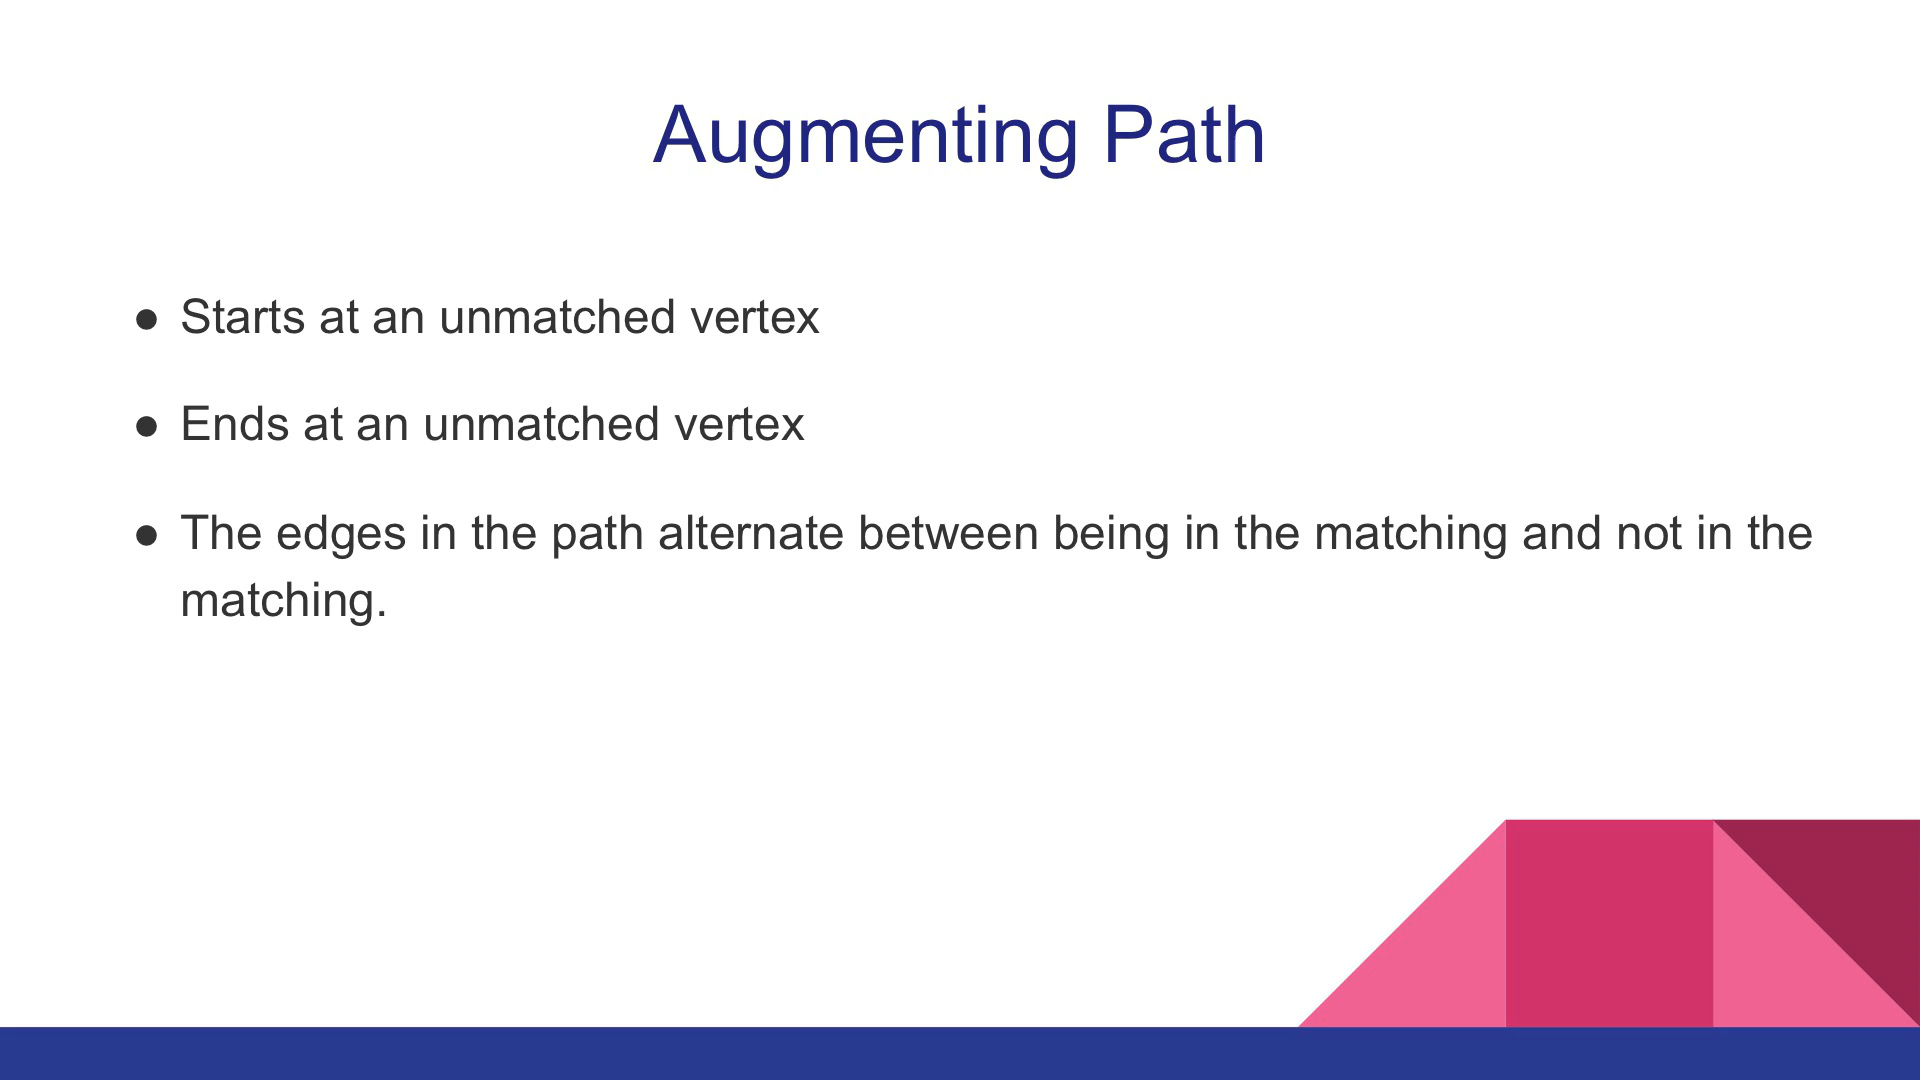 Augmenting Path
● Starts at an unmatched vertex
● Ends at an unmatched vertex
● The edges in the path alternate between being in the matching and not in the
matching.